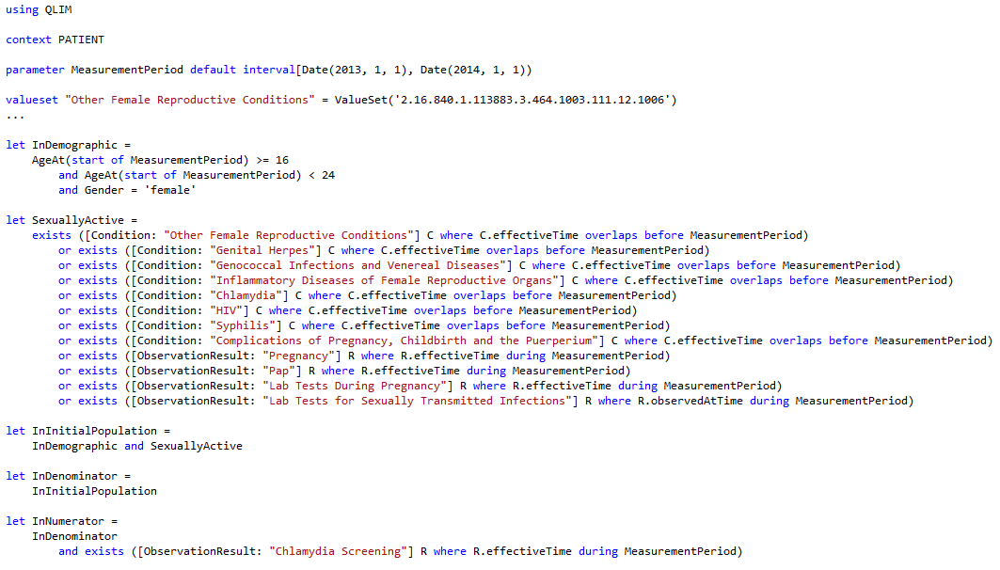 using QLIM
context PATIENT
parameter MeasurementPeriod default interval[Date(2013, 1, 1), Date(2014, 1, 1))
valueset "Other Female Reproductive Conditions" = ValueSet('2.16.840.1.113883.3.464.1003.111.12.1006')
...
let InDemographic =
    AgeAt(start of MeasurementPeriod) >= 16
        and AgeAt(start of MeasurementPeriod) < 24
        and Gender = 'female'
let SexuallyActive =
    exists ([Condition: "Other Female Reproductive Conditions"] C where C.effectiveTime overlaps before MeasurementPeriod)
        or exists ([Condition: "Genital Herpes"] C where C.effectiveTime overlaps before MeasurementPeriod)
        or exists ([Condition: "Genococcal Infections and Venereal Diseases"] C where C.effectiveTime overlaps before MeasurementPeriod)
        or exists ([Condition: "Inflammatory Diseases of Female Reproductive Organs"] C where C.effectiveTime overlaps before MeasurementPeriod)
        or exists ([Condition: "Chlamydia"] C where C.effectiveTime overlaps before MeasurementPeriod)
        or exists ([Condition: "HIV"] C where C.effectiveTime overlaps before MeasurementPeriod)
        or exists ([Condition: "Syphilis"] C where C.effectiveTime overlaps before MeasurementPeriod)
        or exists ([Condition: "Complications of Pregnancy, Childbirth and the Puerperium"] C where C.effectiveTime overlaps before MeasurementPeriod)
        or exists ([ObservationResult: "Pregnancy"] R where R.effectiveTime during MeasurementPeriod)
        or exists ([ObservationResult: "Pap"] R where R.effectiveTime during MeasurementPeriod)
        or exists ([ObservationResult: "Lab Tests During Pregnancy"] R where R.effectiveTime during MeasurementPeriod)
        or exists ([ObservationResult: "Lab Tests for Sexually Transmitted Infections"] R where R.observedAtTime during MeasurementPeriod)
let InInitialPopulation =
    InDemographic and SexuallyActive
let InDenominator =
    InInitialPopulation
let InNumerator =
    InDenominator
        and exists ([ObservationResult: "Chlamydia Screening"] R where R.effectiveTime during MeasurementPeriod)